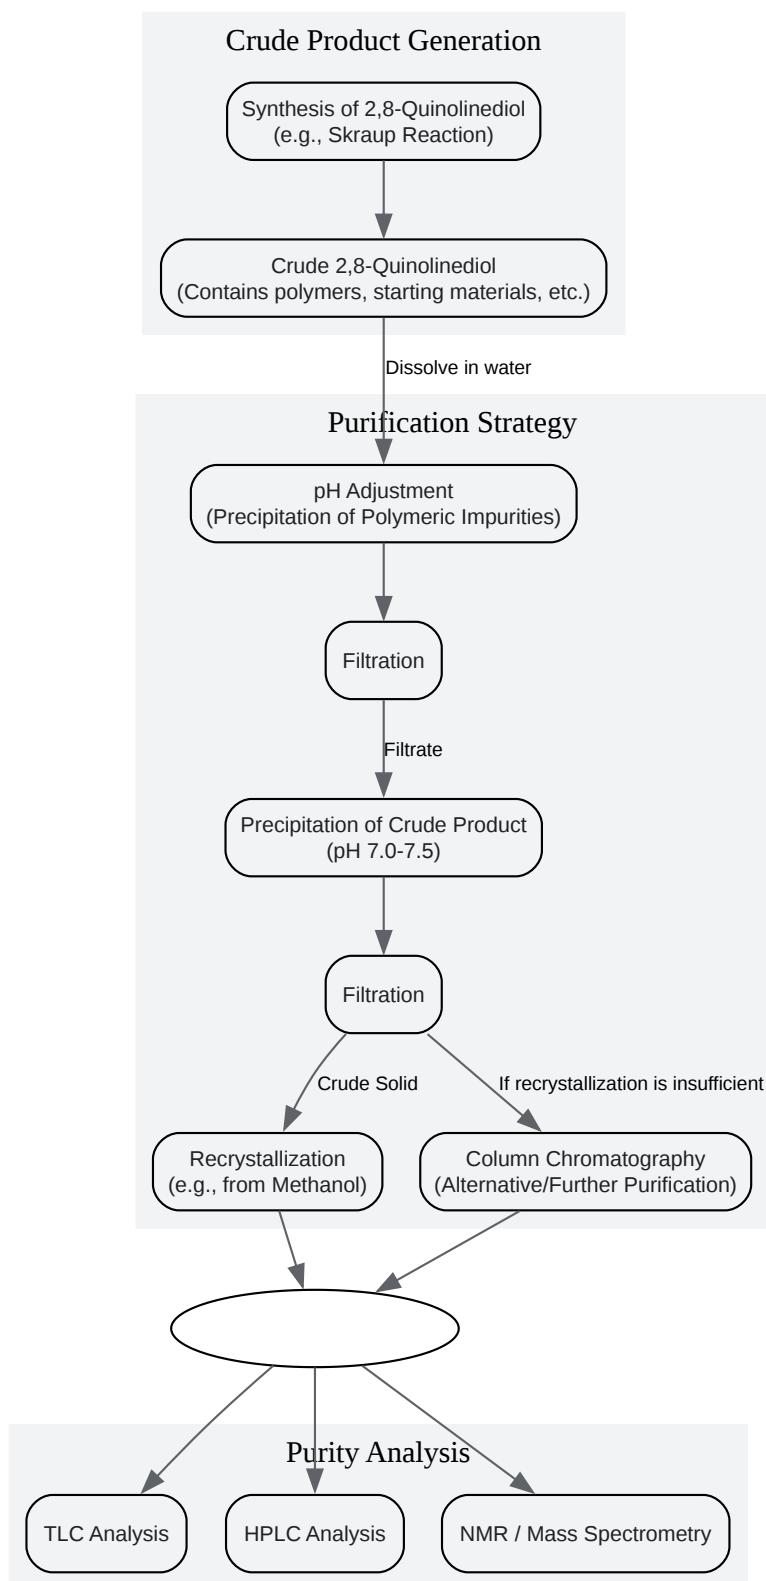 Crude Product Generation
Synthesis of 2,8-Quinolinediol
(e.g., Skraup Reaction)
Crude 2,8-Quinolinediol
(Contains polymers, starting materials, etc.)
Dissolve in water
Purification Strategy
pH Adjustment
(Precipitation of Polymeric Impurities)
Filtration
Filtrate
Precipitation of Crude Product
(pH 7.0-7.5)
Filtration
Crude Solid
If recrystallization is insufficient
Recrystallization
(e.g., from Methanol)
Column Chromatography
(Alternative/Further Purification)
Purity Analysis
TLC Analysis
HPLC Analysis
NMR / Mass Spectrometry